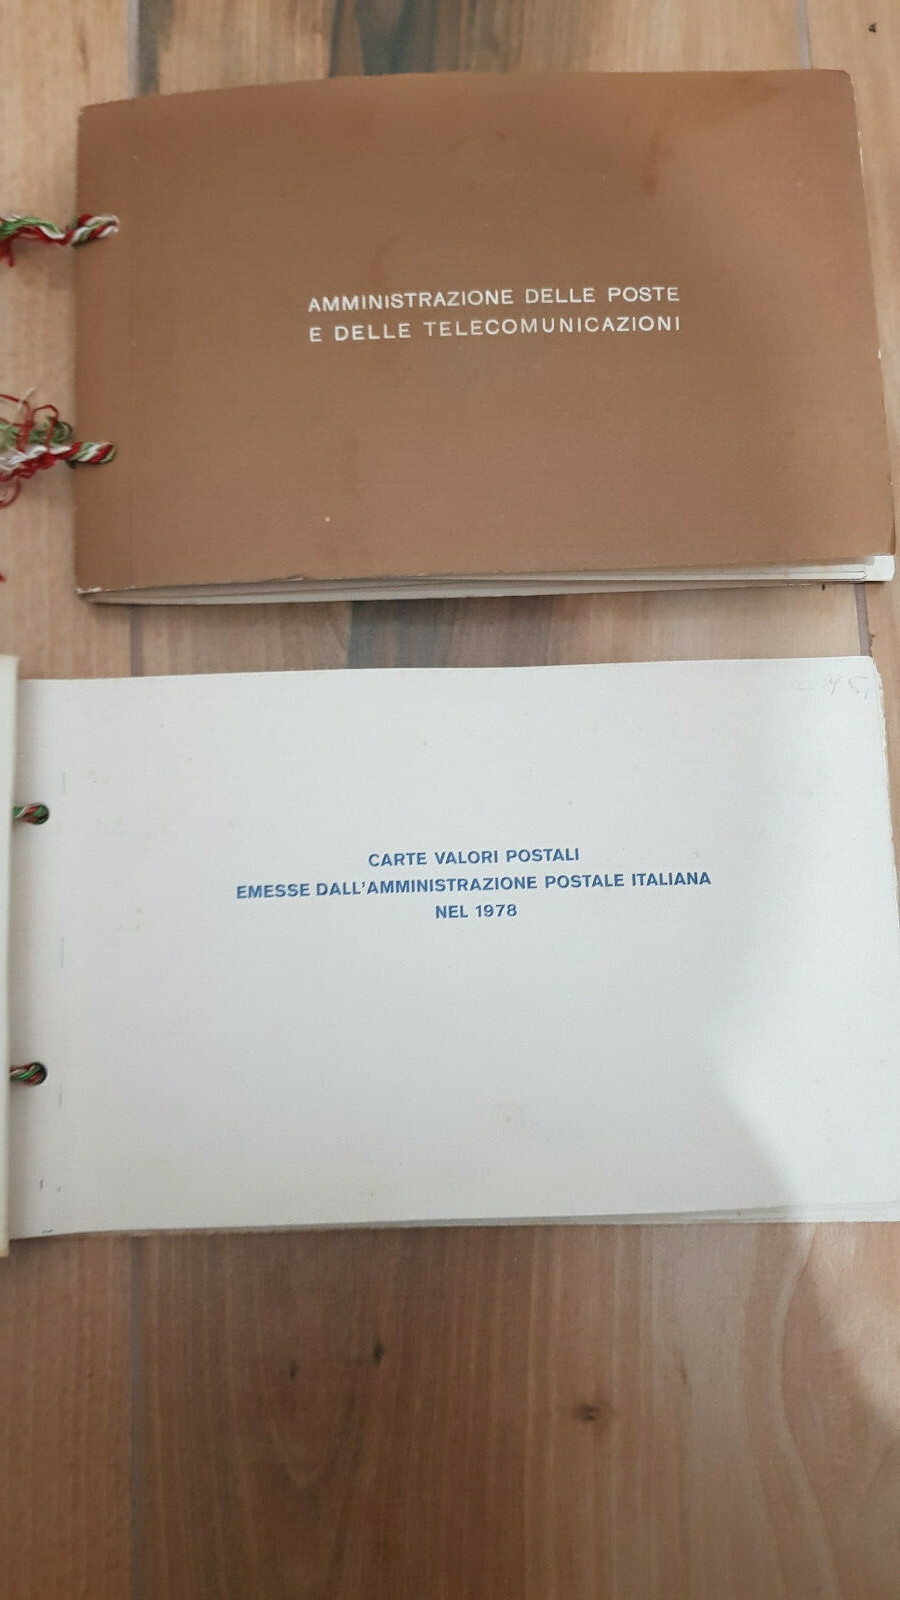 AMMINISTRAZIONE DELLE POSTE
E DELLE TELECOMUNICAZIONI
CARTE VALORI POSTALI
EMESSE DALL'AMMINISTRAZIONE POSTALE ITALIANA
NEL 1978